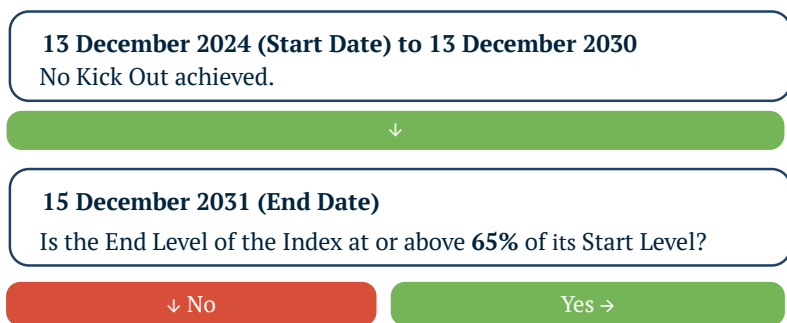 13 December 2024 (Start Date) to 13 December 2030
No Kick Out achieved.
↓
15 December 2031 (End Date)
Is the End Level of the Index at or above 65% of its Start Level?
↓ No
Yes →